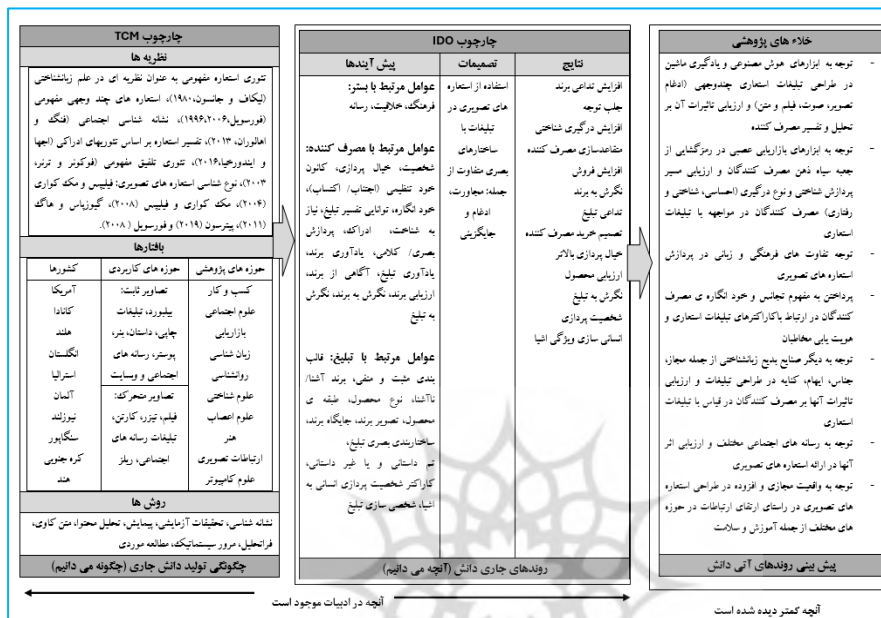 چارچوب TCM
نظریه ها
تئوری استعاره مفهومی به عنوان نظریه ای در علم زبانشناختی
(لیکاف و جانسون،۱۹۸۰)، استعاره های چند وجهی مفهومی
(فورسویل،۱۹۹۶،۲۰۰۶)، نشانه شناسی اجتماعی (فنگ و
اهالوران، ۲۰۱۳)، تفسیر استعاره بر اساس تئوریهای ادراکی (اجها
و ایندورخیا،۲۰۱۶)، تئوری تلفیق مفهومی (فوکونر و ترنر،
۲۰۰۳)، نوع شناسی استعاره های تصویری: فیلیپس و مک کواری
(۲۰۰۴)، مک کواری و فیلیپس (۲۰۰۸)، گیوزیاس و هاگ
(۲۰۱۱)، پیترسون (۲۰۱۹) و فورسویل (۲۰۰۸)
بافتارها
حوزه های پژوهشی
کسب و کار
علوم اجتماعی
بازاریابی
زبان شناسی
روانشناسی
علوم شناختی
علوم اعصاب
هنر
ارتباطات تصویری
علوم کامپیوتر
حوزه های کاربردی
تصاویر ثابت:
بیلبورد، تبلیغات
چاپی، داستان، بنر،
پوستر، رسانه های
اجتماعی و وبسایت
تصاویر متحرک:
فیلم، تیزر، کارتن،
تبلیغات رسانه های
اجتماعی، ریلز
کشورها
آمریکا
کانادا
هلند
انگلستان
استرالیا
آلمان
نیوزلند
سنگاپور
کره جنوبی
هند
روش ها
نشانه شناسی، تحقیقات آزمایشی، پیمایش، تحلیل محتوا، متن کاوی،
فراتحلیل، مرور سیستماتیک، مطالعه موردی
چگونگی تولید دانش جاری (چگونه می دانیم)
چارچوب IDO
پیش آیندها
عوامل مرتبط با بستر:
فرهنگ، خلاقیت، رسانه
عوامل مرتبط با مصرف کننده:
شخصیت، خیال پردازی، کانون
خود تنظیمی (اجتناب/ اکتساب)،
خود انگاره، توانایی تفسیر تبلیغ، نیاز
به شناخت، ادراک، پردازش
بصری/ کلامی، یادآوری برند،
یادآوری تبلیغ، آگاهی از برند،
ارزیابی برند، نگرش به برند، نگرش
به تبلیغ
عوامل مرتبط با تبلیغ: قالب
بندی مثبت و منفی، برند آشنا/
ناآشنا، نوع محصول، طبقه ی
محصول، تصویر برند، جایگاه برند،
ساختاربندی بصری تبلیغ،
تم داستانی و یا غیر داستانی،
کاراکتر شخصیت پردازی انسانی به
اشیا، شخصی سازی تبلیغ
تصمیمات
استفاده از استعاره
های تصویری در
تبلیغات با
ساختارهای
بصری متفاوت از
جمله: مجاورت،
ادغام و
جایگزینی
نتایج
افزایش تداعی برند
جلب توجه
افزایش درگیری شناختی
متقاعدسازی مصرف کننده
افزایش فروش
نگرش به برند
تداعی تبلیغ
تصمیم خرید مصرف کننده
خیال پردازی بالاتر
ارزیابی محصول
نگرش به تبلیغ
شخصیت پردازی
انسانی سازی ویژگی اشیا
روندهای جاری دانش (آنچه می دانیم)
خلاء های پژوهشی
- توجه به ابزارهای هوش مصنوعی و یادگیری ماشین
در طراحی تبلیغات استعاری چندوجهی (ادغام
تصویر، صوت، فیلم و متن) و ارزیابی تاثیرات آن بر
تحلیل و تفسیر مصرف کننده
- توجه به ابزارهای بازاریابی عصبی در رمزگشایی از
جعبه سیاه ذهن مصرف کنندگان و ارزیابی مسیر
پردازش شناختی و نوع درگیری (احساسی، شناختی و
رفتاری) مصرف کنندگان در مواجهه با تبلیغات
استعاری
- توجه تفاوت های فرهنگی و زبانی در پردازش
استعاره های تصویری
- پرداختن به مفهوم تجانس و خود انگاره ی مصرف
کنندگان در ارتباط باکاراکترهای تبلیغات استعاری و
هویت یابی مخاطبان
- توجه به دیگر صنایع بدیع زبانشناختی از جمله مجاز،
جناس، ایهام، کنایه در طراحی تبلیغات و ارزیابی
تاثیرات آنها بر مصرف کنندگان در قیاس با تبلیغات
استعاری
- توجه به رسانه های اجتماعی مختلف و ارزیابی اثر
آنها در ارائه استعاره های تصویری
- توجه به واقعیت مجازی و افزوده در طراحی استعاره
های تصویری در راستای ارتقای ارتباطات در حوزه
های مختلف از جمله آموزش و سلامت
پیش بینی روندهای آتی دانش
آنچه در ادبیات موجود است
آنچه کمتر دیده شده است